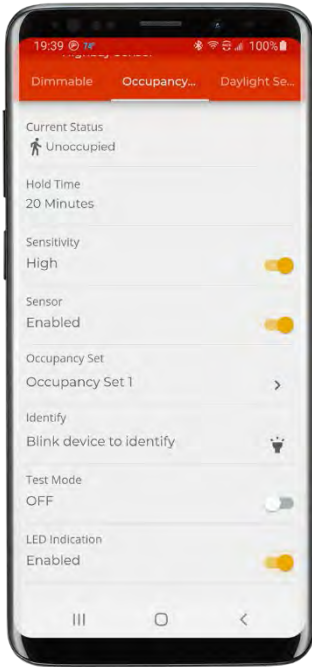 19:39 74° 100%
Dimmable Occupancy... Daylight Se...
Current Status
Unoccupied
Hold Time
20 Minutes
Sensitivity
High
Sensor
Enabled
Occupancy Set
Occupancy Set 1
Identify
Blink device to identify
Test Mode
OFF
LED Indication
Enabled